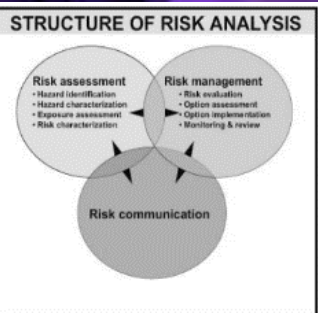 STRUCTURE OF RISK ANALYSIS
Risk assessment
• Hazard identification
• Hazard characterization
• Exposure assessment
• Risk characterization
Risk management
• Risk evaluation
• Option assessment
• Option implementation
• Monitoring & review
Risk communication